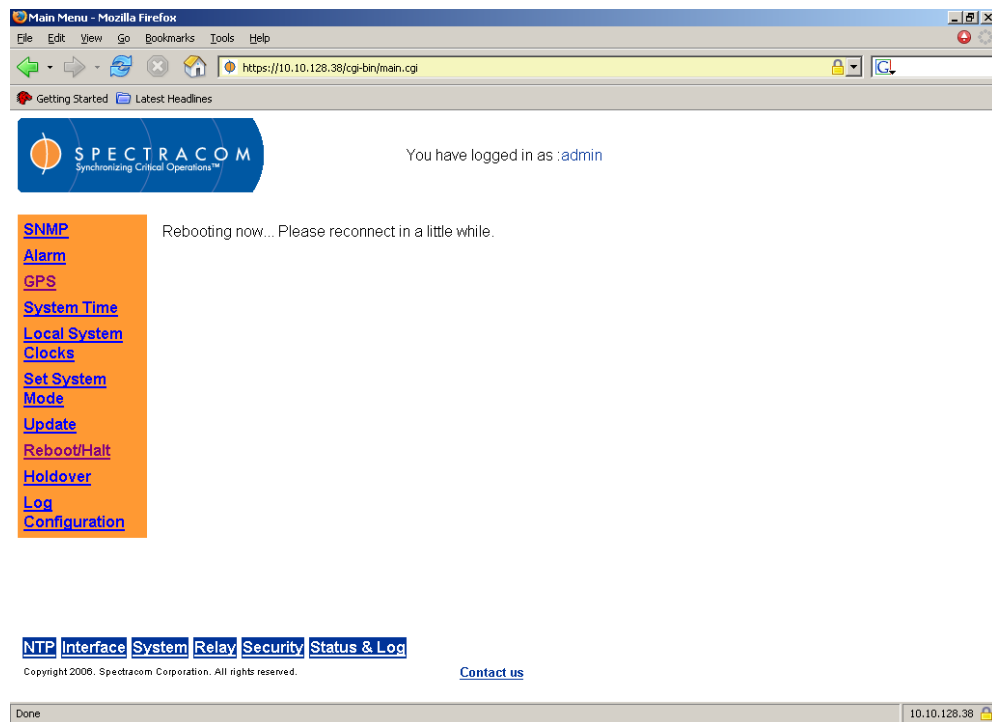 Main Menu - Mozilla Firefox
File Edit View Go Bookmarks Tools Help
https://10.10.128.38/cgi-bin/main.cgi
G
Getting Started Latest Headlines
SPECTRACOM
Synchronizing Critical Operations™
You have logged in as :admin
SNMP
Alarm
GPS
System Time
Local System
Clocks
Set System
Mode
Update
Reboot/Halt
Holdover
Log
Configuration
Rebooting now... Please reconnect in a little while.
NTP Interface System Relay Security Status & Log
Copyright 2006. Spectracom Corporation. All rights reserved.
Contact us
Done
10.10.128.38